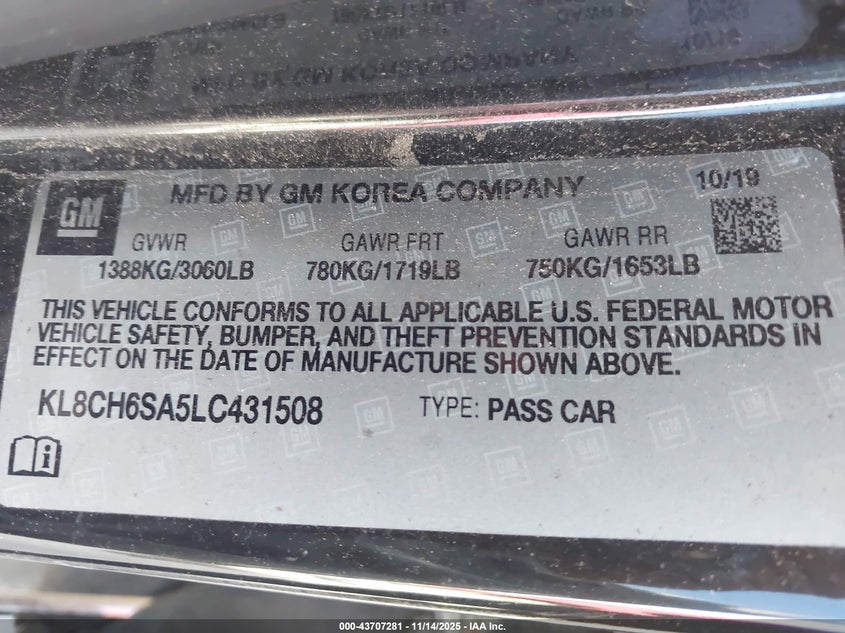 GM
MFD BY GM KOREA COMPANY
10/19
GVWR GAWR FRT GAWR RR
1388KG/3060LB 780KG/1719LB 750KG/1653LB
THIS VEHICLE CONFORMS TO ALL APPLICABLE U.S. FEDERAL MOTOR
VEHICLE SAFETY, BUMPER, AND THEFT PREVENTION STANDARDS IN
EFFECT ON THE DATE OF MANUFACTURE SHOWN ABOVE.
KL8CH6SA5LC431508 TYPE: PASS CAR
000-43707281 - 11/14/2025 - IAA Inc.